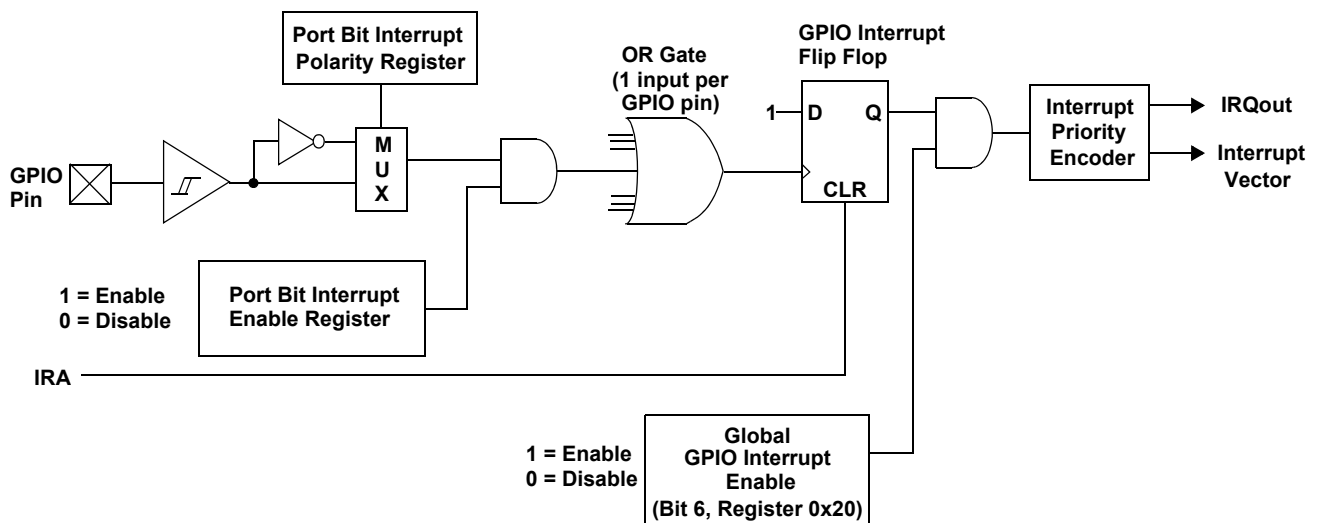 Port Bit Interrupt
Polarity Register
OR Gate
(1 input per
GPIO pin)
GPIO Interrupt
Flip Flop
M
U
X
1
D
Q
CLR
Interrupt
Priority
Encoder
IRQout
Interrupt
Vector
GPIO
Pin
1 = Enable
0 = Disable
Port Bit Interrupt
Enable Register
IRA
1 = Enable
0 = Disable
Global
GPIO Interrupt
Enable
(Bit 6, Register 0x20)